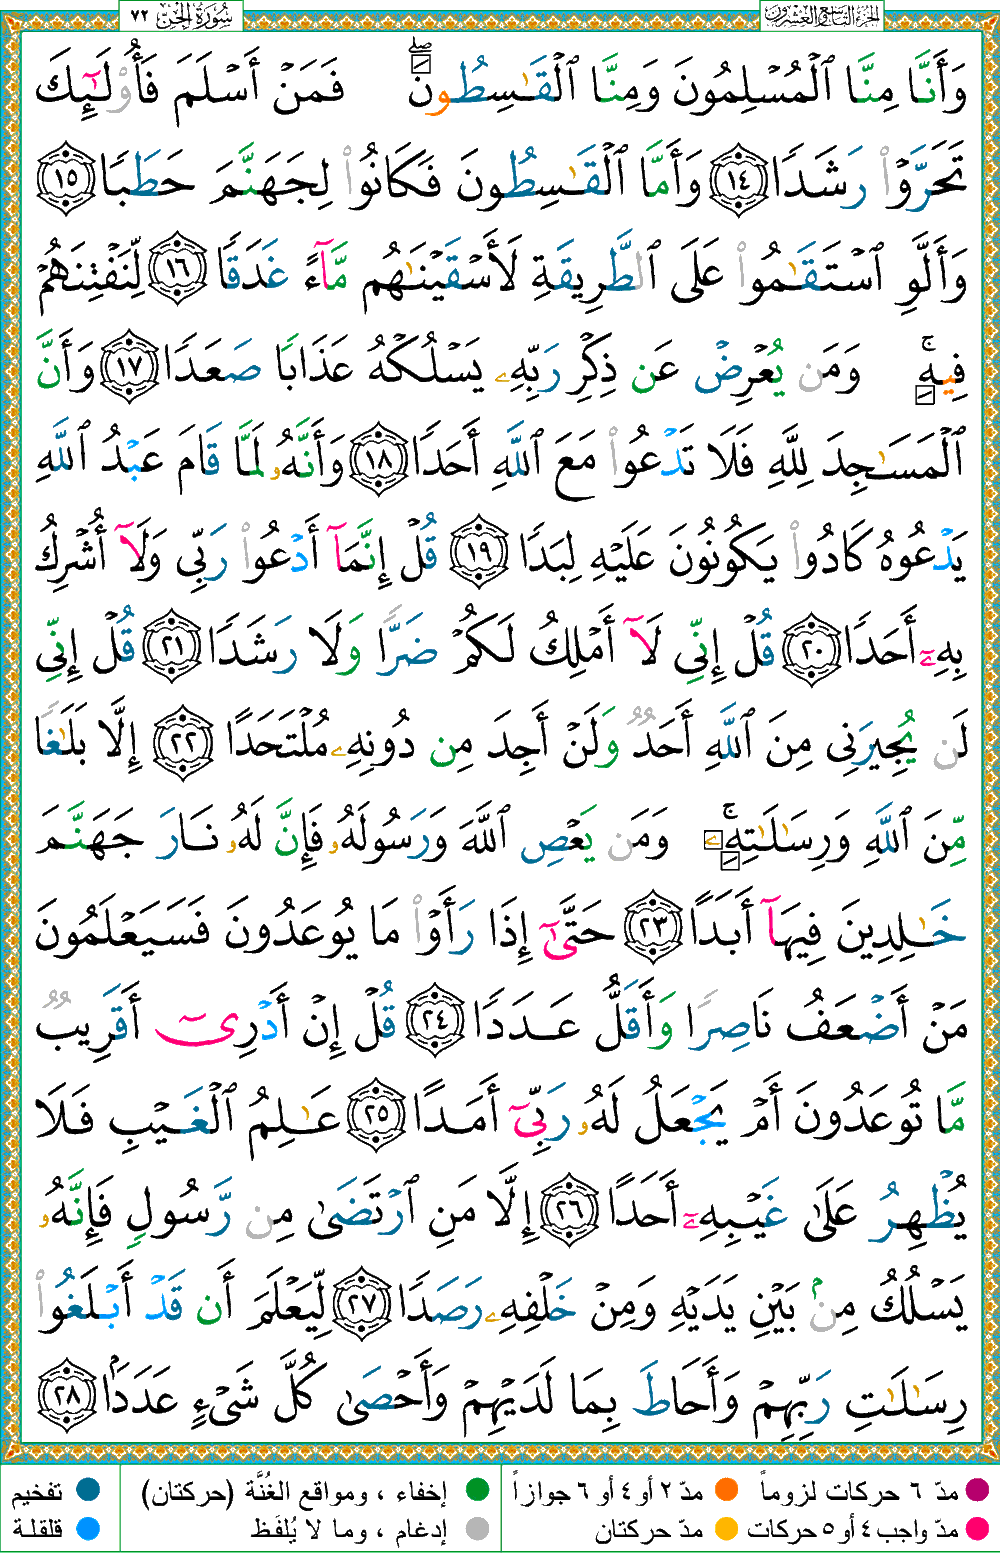 الجزء التاسع والعشرون سورة الجن ٧٢
وَأَنَّا مِنَّا ٱلْمُسْلِمُونَ وَمِنَّا ٱلْقَـٰسِطُونَ ۖ فَمَنْ أَسْلَمَ فَأُو۟لَـٰٓئِكَ
تَحَرَّوْا۟ رَشَدًا ١٤ وَأَمَّا ٱلْقَـٰسِطُونَ فَكَانُوا۟ لِجَهَنَّمَ حَطَبًا ١٥
وَأَلَّوِ ٱسْتَقَـٰمُوا۟ عَلَى ٱلطَّرِيقَةِ لَأَسْقَيْنَـٰهُم مَّآءً غَدَقًا ١٦ لِّنَفْتِنَهُمْ
فِيهِ ۚ وَمَن يُعْرِضْ عَن ذِكْرِ رَبِّهِۦ يَسْلُكْهُ عَذَابًا صَعَدًا ١٧ وَأَنَّ
ٱلْمَسَـٰجِدَ لِلَّهِ فَلَا تَدْعُوا۟ مَعَ ٱللَّهِ أَحَدًا ١٨ وَأَنَّهُۥ لَمَّا قَامَ عَبْدُ ٱللَّهِ
يَدْعُوهُ كَادُوا۟ يَكُونُونَ عَلَيْهِ لِبَدًا ١٩ قُلْ إِنَّمَآ أَدْعُوا۟ رَبِّى وَلَآ أُشْرِكُ
بِهِۦٓ أَحَدًا ٢٠ قُلْ إِنِّى لَآ أَمْلِكُ لَكُمْ ضَرًّا وَلَا رَشَدًا ٢١ قُلْ إِنِّى
لَن يُجِيرَنِى مِنَ ٱللَّهِ أَحَدٌ وَلَنْ أَجِدَ مِن دُونِهِۦ مُلْتَحَدًا ٢٢ إِلَّا بَلَـٰغًا
مِّنَ ٱللَّهِ وَرِسَـٰلَـٰتِهِۦ ۚ وَمَن يَعْصِ ٱللَّهَ وَرَسُولَهُۥ فَإِنَّ لَهُۥ نَارَ جَهَنَّمَ
خَـٰلِدِينَ فِيهَآ أَبَدًا ٢٣ حَتَّىٰٓ إِذَا رَأَوْا۟ مَا يُوعَدُونَ فَسَيَعْلَمُونَ
مَنْ أَضْعَفُ نَاصِرًا وَأَقَلُّ عَدَدًا ٢٤ قُلْ إِنْ أَدْرِىٓ أَقَرِيبٌ
مَّا تُوعَدُونَ أَمْ يَجْعَلُ لَهُۥ رَبِّىٓ أَمَدًا ٢٥ عَـٰلِمُ ٱلْغَيْبِ فَلَا
يُظْهِرُ عَلَىٰ غَيْبِهِۦٓ أَحَدًا ٢٦ إِلَّا مَنِ ٱرْتَضَىٰ مِن رَّسُولٍ فَإِنَّهُۥ
يَسْلُكُ مِنۢ بَيْنِ يَدَيْهِ وَمِنْ خَلْفِهِۦ رَصَدًا ٢٧ لِّيَعْلَمَ أَن قَدْ أَبْلَغُوا۟
رِسَـٰلَـٰتِ رَبِّهِمْ وَأَحَاطَ بِمَا لَدَيْهِمْ وَأَحْصَىٰ كُلَّ شَىْءٍ عَدَدًۢا ٢٨
مدّ ٦ حركات لزوماً مدّ ٢ أو ٤ أو ٦ جوازاً إخفاء ، ومواقع الغُنَّة (حركتان) تفخيم
مدّ واجب ٤ أو ٥ حركات مدّ حركتان إدغام ، وما لا يُلفَظ قلقلة